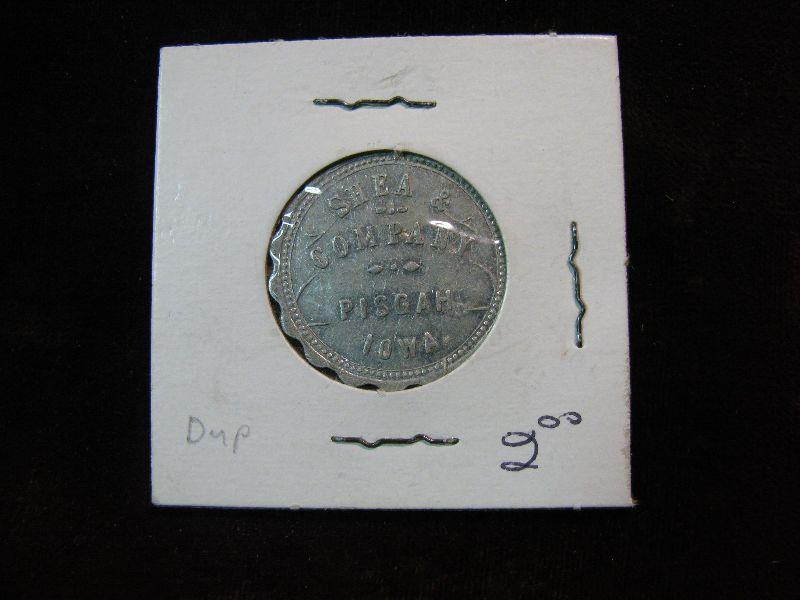 SHEA &
COMPANY
PISGAH,
IOWA.
Dup
2.00